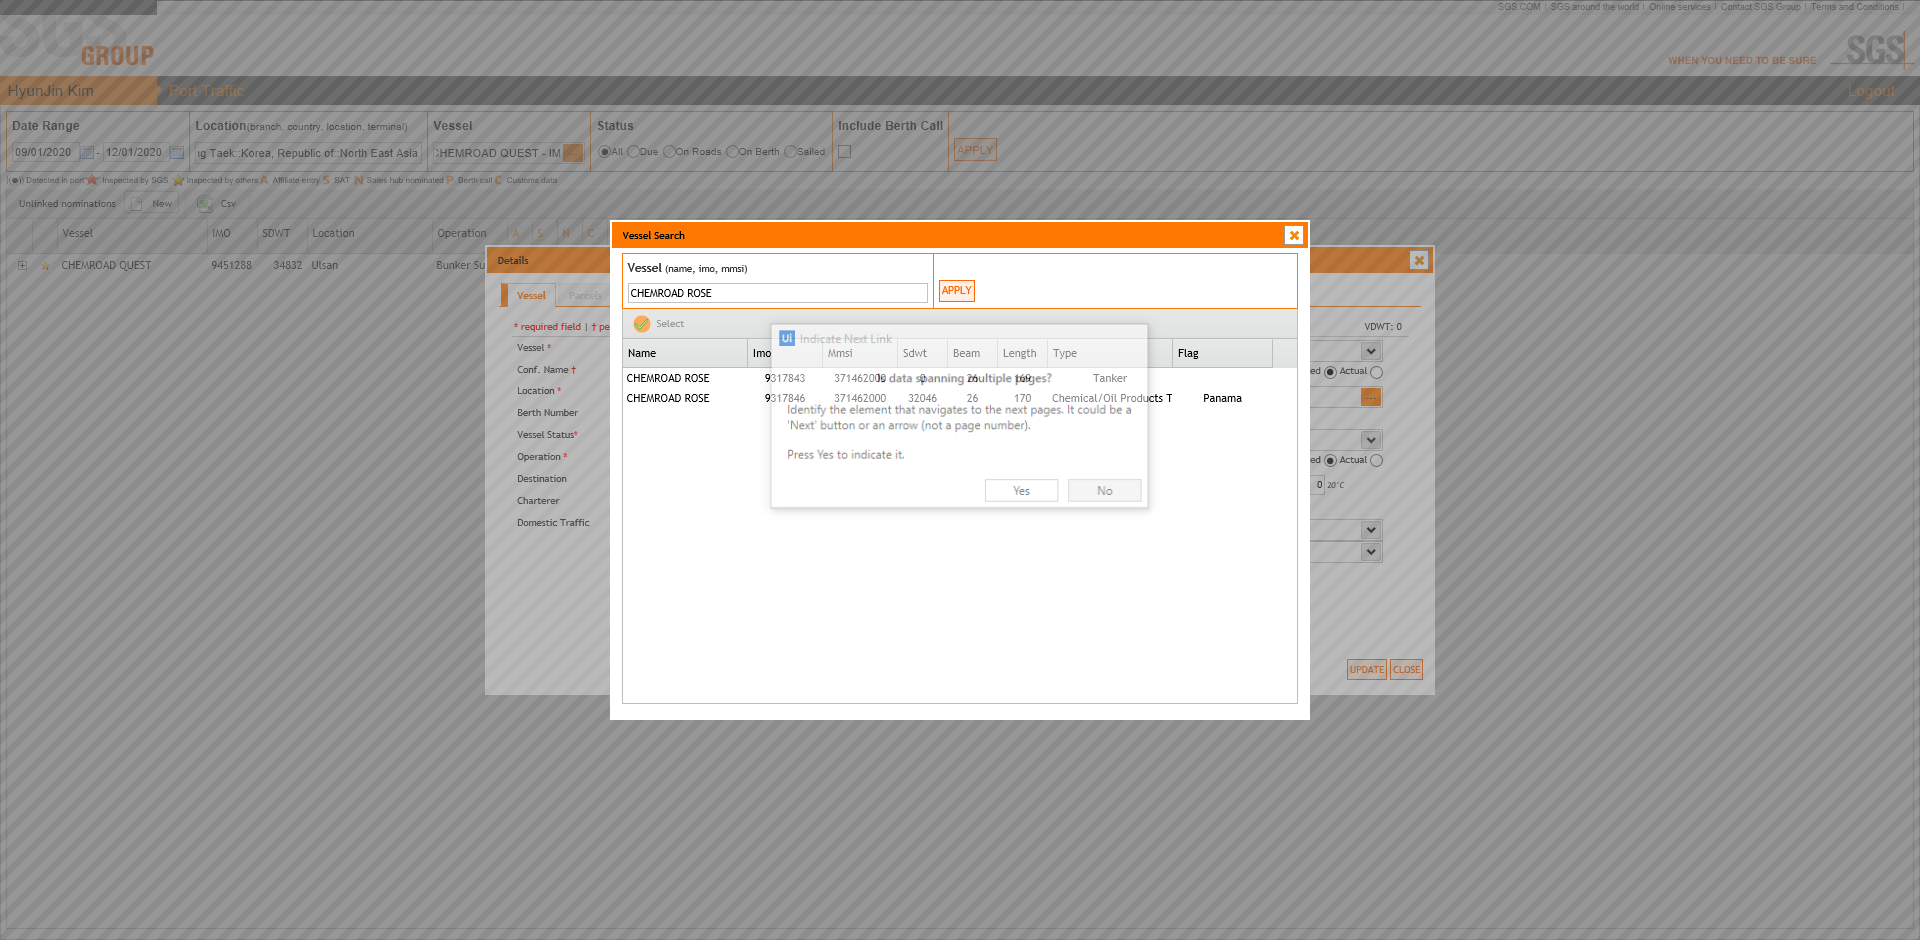 SGS.COM | SGS around the world | Online services | Contact SGS Group | Terms and Conditions |
SGS
GROUP
WHEN YOU NEED TO BE SURE
SGS
HyunJin Kim
Port Traffic
Logout
Date Range
Location(branch, country, location, terminal)
Vessel
Status
Include Berth Call
09/01/2020 - 12/01/2020
ng Taek::Korea, Republic of::North East Asia
CHEMROAD QUEST - IM
All Due On Roads On Berth Sailed
APPLY
Detected in port Inspected by SGS Inspected by others A Affiliate entry S SAT N Sales hub nominated P Berth call C Customs data
Unlinked nominations New Csv
Vessel IMO SDWT Location Operation A S N C
CHEMROAD QUEST 9451288 34832 Ulsan Bunker Su
Details
Vessel Parcels
* required field | † pe
VDWT: 0
Vessel *
Conf. Name †
ed Actual
Location *
...
Berth Number
Vessel Status*
Operation *
ed Actual
Destination
0 20°C
Charterer
Domestic Traffic
UPDATE CLOSE
Vessel Search
Vessel (name, imo, mmsi)
CHEMROAD ROSE
APPLY
Select
Name Imo Mmsi Sdwt Beam Length Type Flag
CHEMROAD ROSE 9317843 371462000 0 26 169 Tanker
CHEMROAD ROSE 9317846 371462000 32046 26 170 Chemical/Oil Products T Panama
Ui Indicate Next Link
Is data spanning multiple pages?
Identify the element that navigates to the next pages. It could be a
'Next' button or an arrow (not a page number).
Press Yes to indicate it.
Yes No